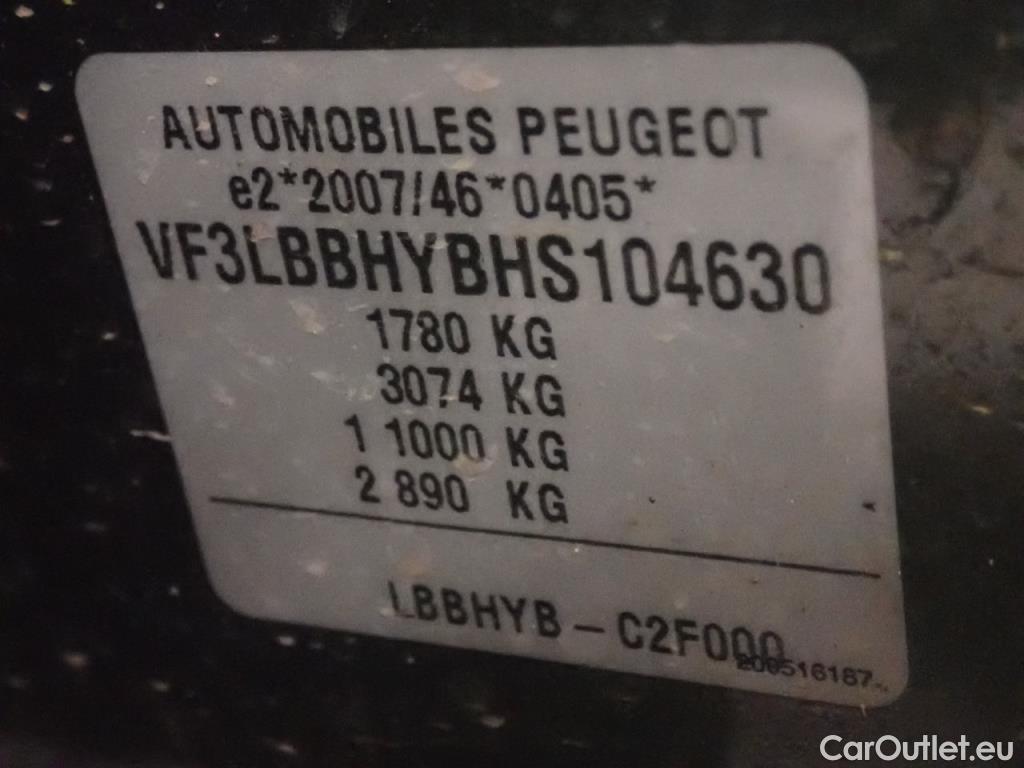 AUTOMOBILES PEUGEOT
e2*2007/46*0405*
VF3LBBHYBHS104630
1780 KG
3074 KG
1 1000 KG
2 890 KG
LBBHYB - C2F000
200516187
CarOutlet.eu